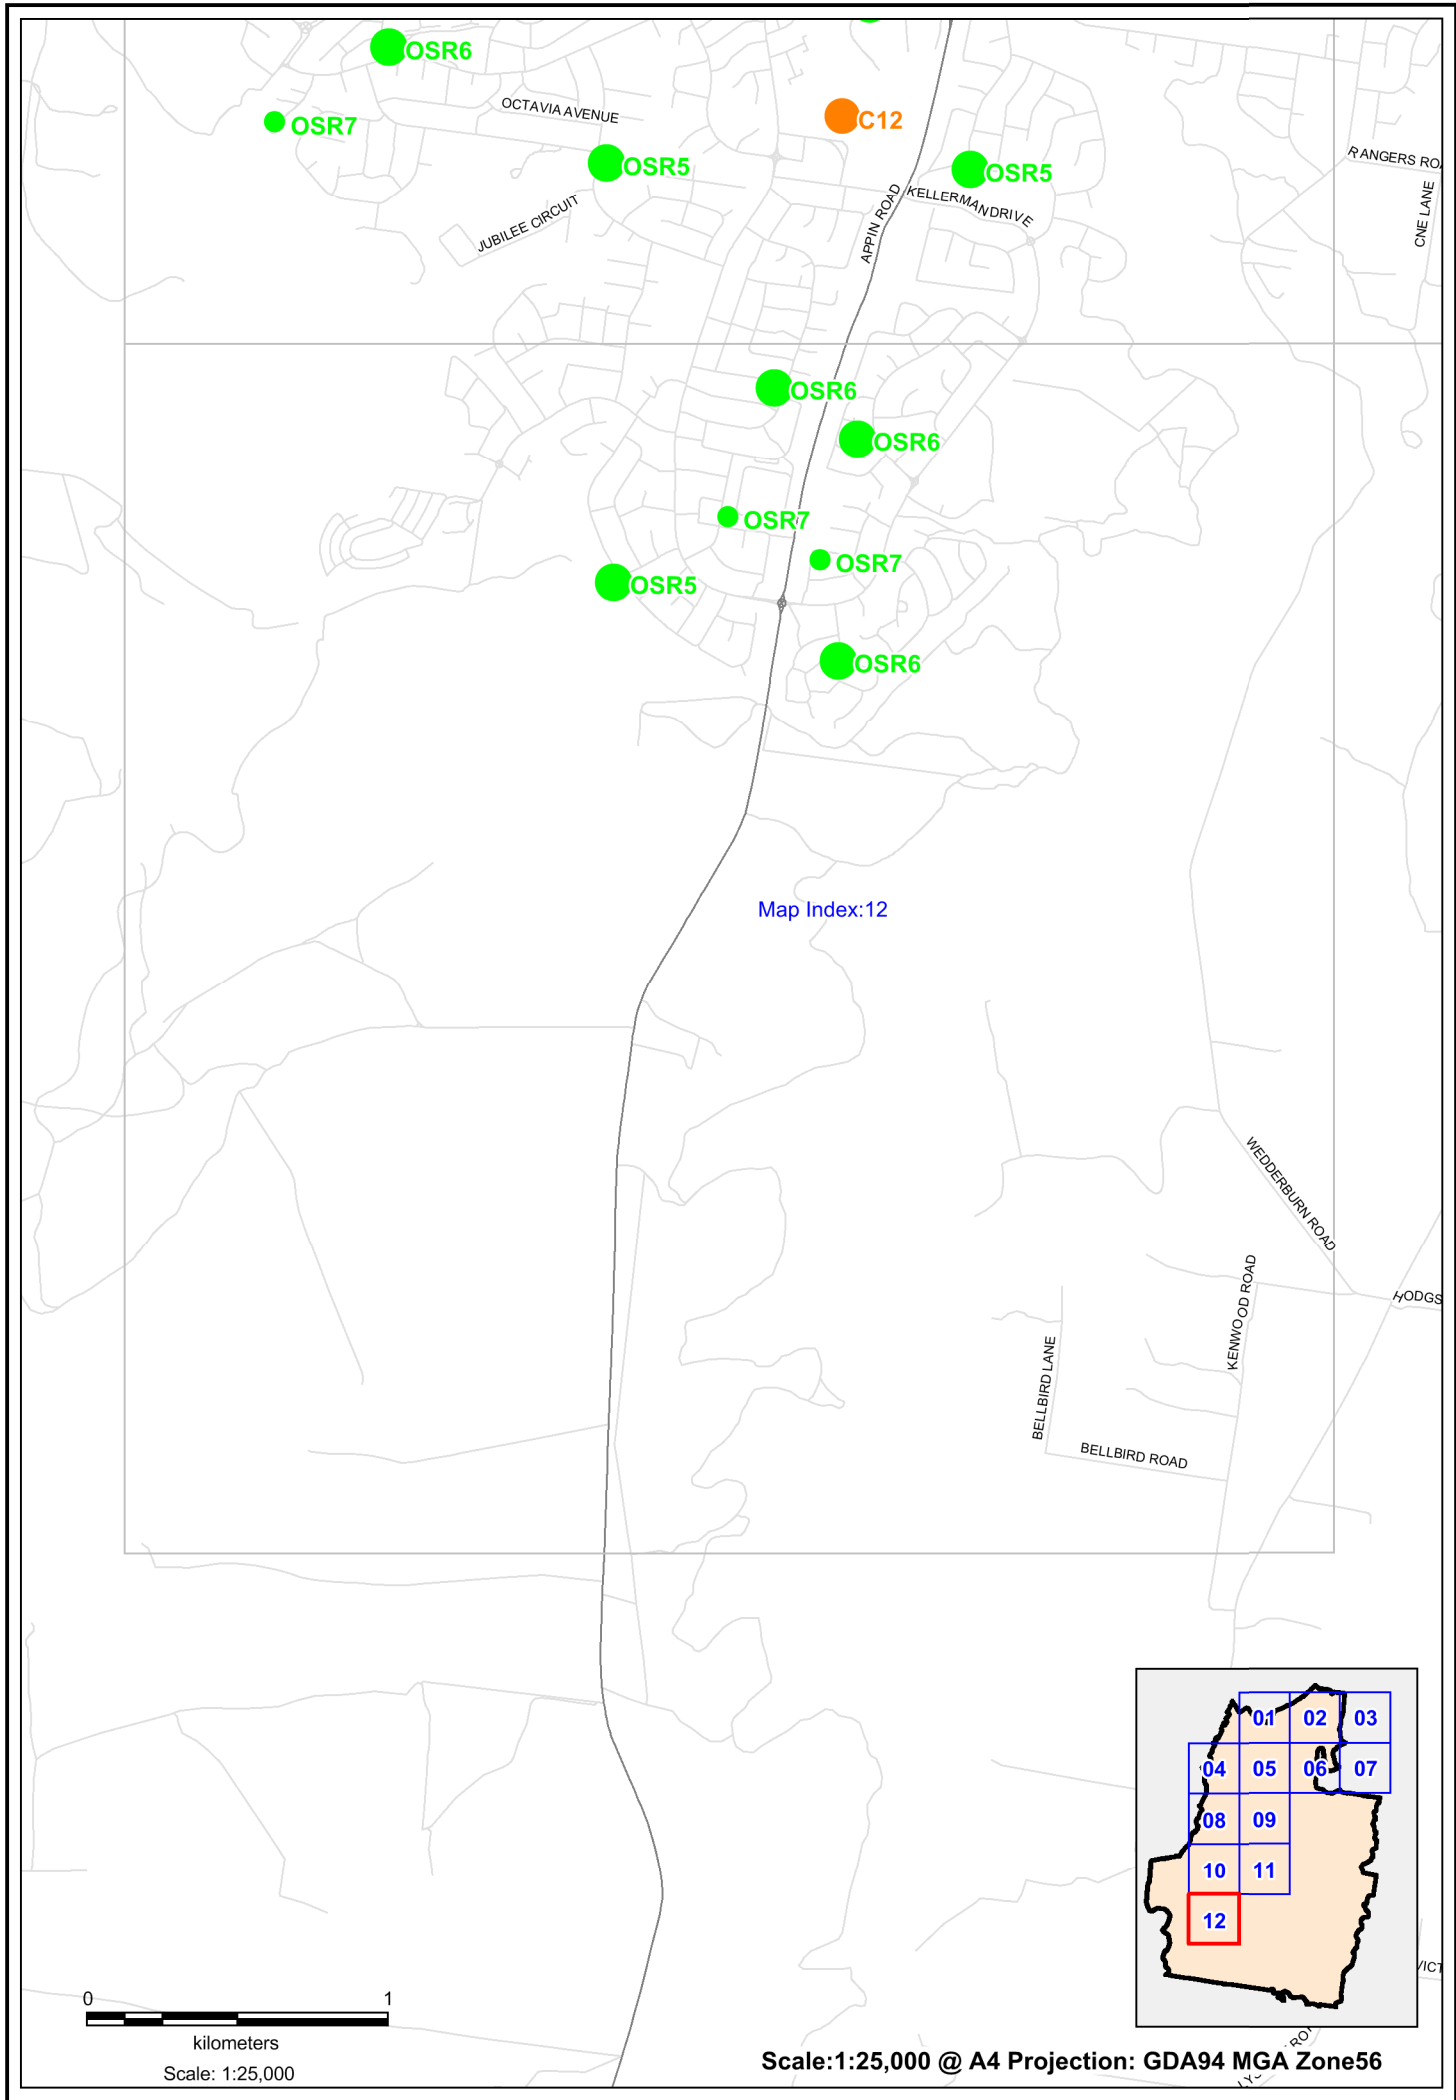 OSR6
OSR7
OCTAVIA AVENUE
C12
OSR5
OSR5
RANGERS
CNE LANE
JUBILEE CIRCUIT
APPIN ROAD
KELLERMAN DRIVE
OSR6
OSR6
OSR7
OSR7
OSR5
OSR6
Map Index:12
WEDDERBURN ROAD
KENWOOD ROAD
BELLBIRD LANE
BELLBIRD ROAD
01 02 03
04 05 06 07
08 09
10 11
12
0 1
kilometers
Scale: 1:25,000
Scale:1:25,000 @ A4 Projection: GDA94 MGA Zone56